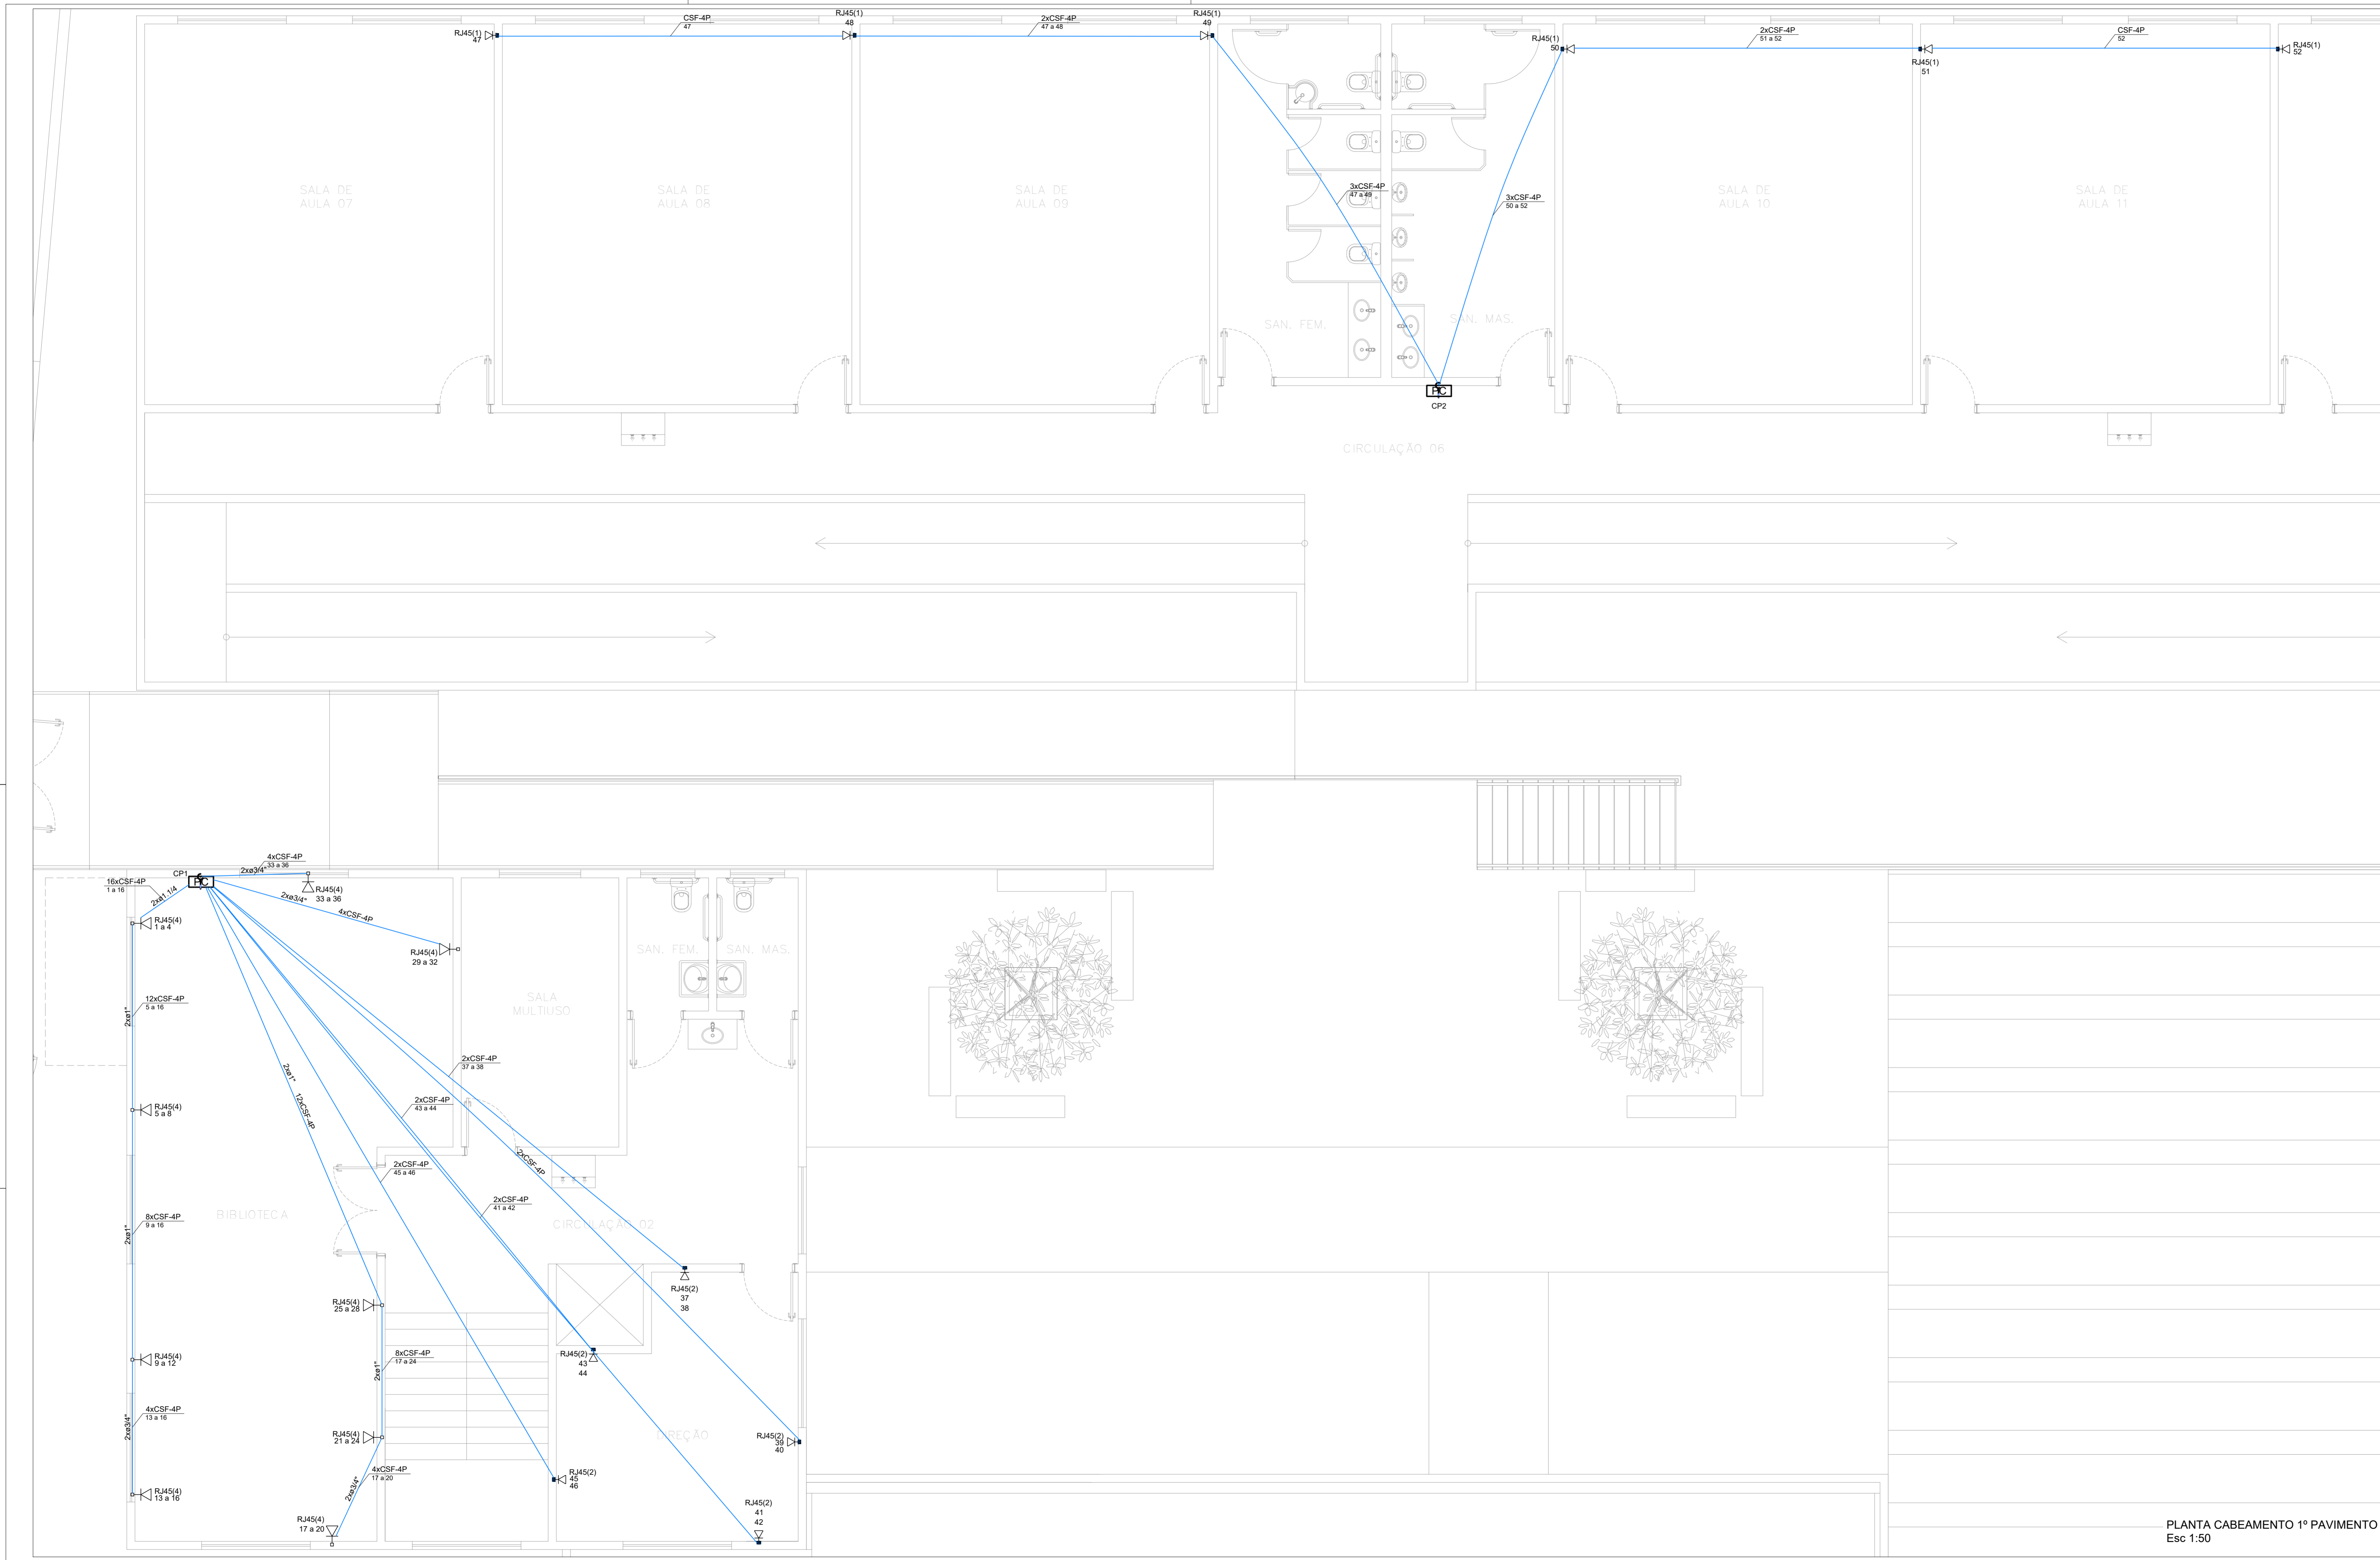 RJ45(1)
47
CSF-4P
47
RJ45(1)
48
2xCSF-4P
47 a 48
RJ45(1)
49
RJ45(1)
50
2xCSF-4P
51 a 52
RJ45(1)
51
CSF-4P
52
RJ45(1)
52
SALA DE
AULA 07
SALA DE
AULA 08
SALA DE
AULA 09
3xCSF-4P
47 a 49
3xCSF-4P
50 a 52
SALA DE
AULA 10
SALA DE
AULA 11
SAN. FEM.
SAN. MAS.
PC
CP2
CIRCULAÇÃO 06
4xCSF-4P
33 a 36
2xø3/4"
CP1
PC
16xCSF-4P
1 a 16
2xø1 1/4
RJ45(4)
33 a 36
2xø3/4"
4xCSF-4P
RJ45(4)
1 a 4
RJ45(4)
29 a 32
SAN. FEM.
SAN. MAS.
SALA
MULTIUSO
12xCSF-4P
5 a 16
2xø1"
2xCSF-4P
37 a 38
2xø1"
12xCSF-4P
2xCSF-4P
43 a 44
RJ45(4)
5 a 8
2xCSF-4P
2xCSF-4P
45 a 46
2xCSF-4P
41 a 42
8xCSF-4P
9 a 16
2xø1"
BIBLIOTECA
CIRCULAÇÃO 02
RJ45(2)
37
38
RJ45(4)
25 a 28
RJ45(4)
9 a 12
8xCSF-4P
17 a 24
2xø1"
RJ45(2)
43
44
4xCSF-4P
13 a 16
2xø3/4"
RJ45(4)
21 a 24
DIREÇÃO
RJ45(2)
39
40
4xCSF-4P
17 a 20
2xø3/4"
RJ45(2)
45
46
RJ45(4)
13 a 16
RJ45(4)
17 a 20
RJ45(2)
41
42
PLANTA CABEAMENTO 1º PAVIMENTO
Esc 1:50